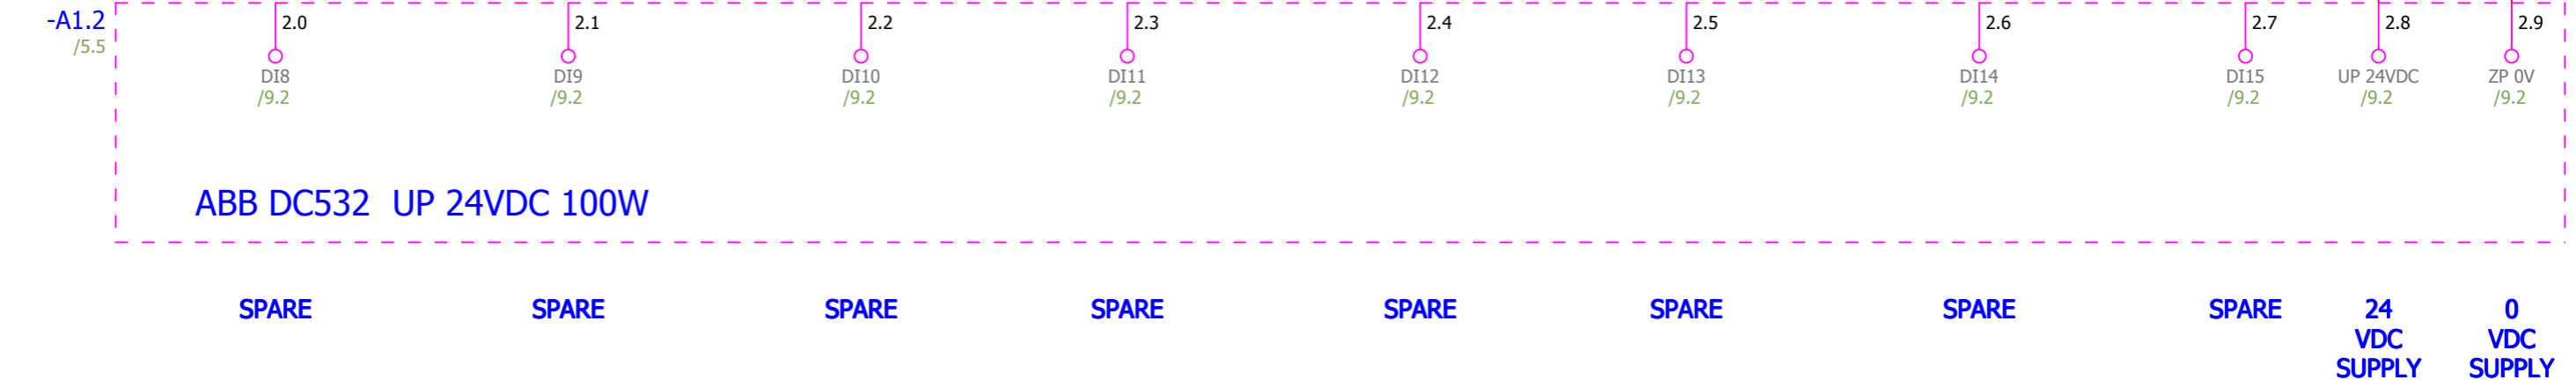 -A1.2 2.0 2.1 2.2 2.3 2.4 2.5 2.6 2.7 2.8 2.9
/5.5
DI8 DI9 DI10 DI11 DI12 DI13 DI14 DI15 UP 24VDC ZP 0V
/9.2 /9.2 /9.2 /9.2 /9.2 /9.2 /9.2 /9.2 /9.2 /9.2
ABB DC532 UP 24VDC 100W
SPARE SPARE SPARE SPARE SPARE SPARE SPARE SPARE 24 0
VDC VDC
SUPPLY SUPPLY